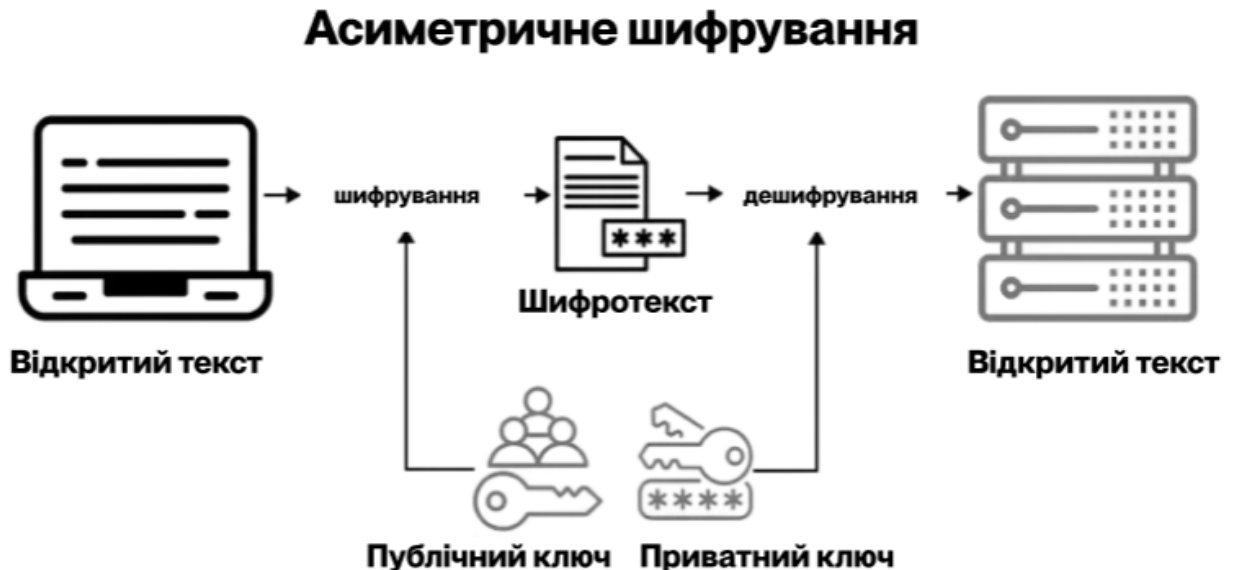 Асиметричне шифрування
шифрування
дешифрування
***
Шифротекст
Відкритий текст
Відкритий текст
****
Публічний ключ
Приватний ключ